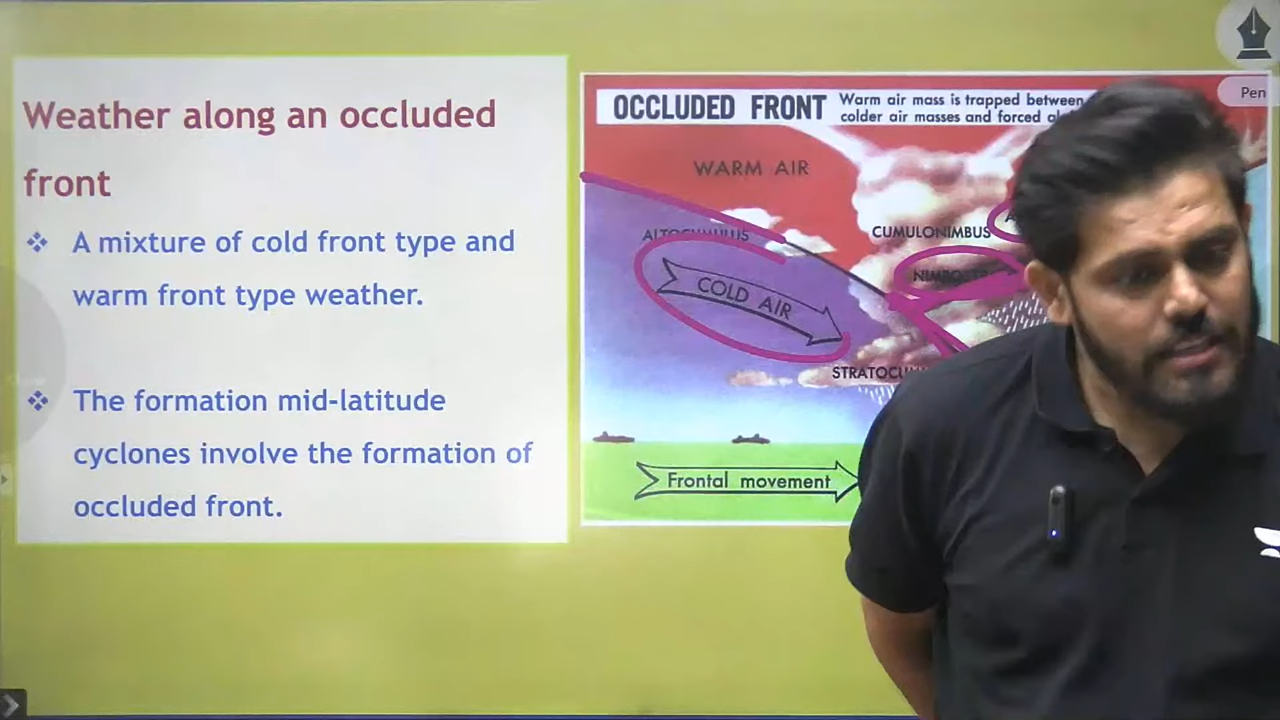 Weather along an occluded
front
A mixture of cold front type and
warm front type weather.
The formation mid-latitude
cyclones involve the formation of
occluded front.
OCCLUDED FRONT
Warm air mass is trapped between
colder air masses and forced
WARM AIR
ALTOCUMULUS
CUMULONIMBUS
COLD AIR
Frontal movement
Pen